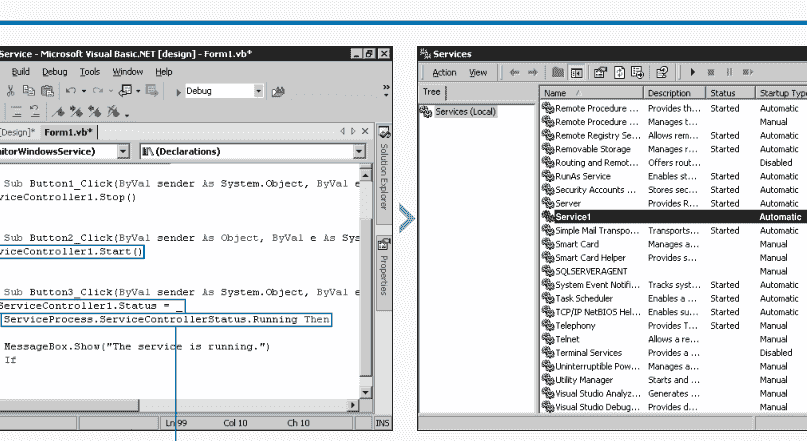 Service - Microsoft Visual Basic.NET [design] - Form1.vb*
Build Debug Tools Window Help
Debug
[Design]* Form1.vb*
nitorWindowsService) (Declarations)
Sub Button1_Click(ByVal sender As System.Object, ByVal e
viceController1.Stop()
Sub Button2_Click(ByVal sender As Object, ByVal e As Sys
viceController1.Start()
Sub Button3_Click(ByVal sender As System.Object, ByVal e
ServiceController1.Status = _
ServiceProcess.ServiceControllerStatus.Running Then
MessageBox.Show("The service is running.")
If
Ln 99 Col 10 Ch 10 INS
Solution Explorer
Properties
Services
Action View
Tree
Services (Local)
Name Description Status Startup Type
Remote Procedure ... Provides th... Started Automatic
Remote Procedure ... Manages t... Manual
Remote Registry Se... Allows rem... Started Automatic
Removable Storage Manages r... Started Automatic
Routing and Remot... Offers rout... Disabled
RunAs Service Enables st... Started Automatic
Security Accounts ... Stores sec... Started Automatic
Server Provides R... Started Automatic
Service1 Automatic
Simple Mail Transpo... Transports... Started Automatic
Smart Card Manages a... Manual
Smart Card Helper Provides s... Manual
SQLSERVERAGENT Manual
System Event Notifi... Tracks syst... Started Automatic
Task Scheduler Enables a ... Started Automatic
TCP/IP NetBIOS Hel... Enables su... Started Automatic
Telephony Provides T... Started Manual
Telnet Allows a re... Manual
Terminal Services Provides a ... Disabled
Uninterruptible Pow... Manages a... Manual
Utility Manager Starts and ... Manual
Visual Studio Analyz... Generates ... Manual
Visual Studio Debug... Provides d... Manual